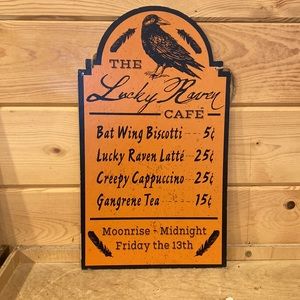 THE
Lucky Raven
CAFÉ
Bat Wing Biscotti -- 5¢
Lucky Raven Latté -- 25¢
Creepy Cappuccino -- 25¢
Gangrene Tea --- 15¢
Moonrise - Midnight
Friday the 13th